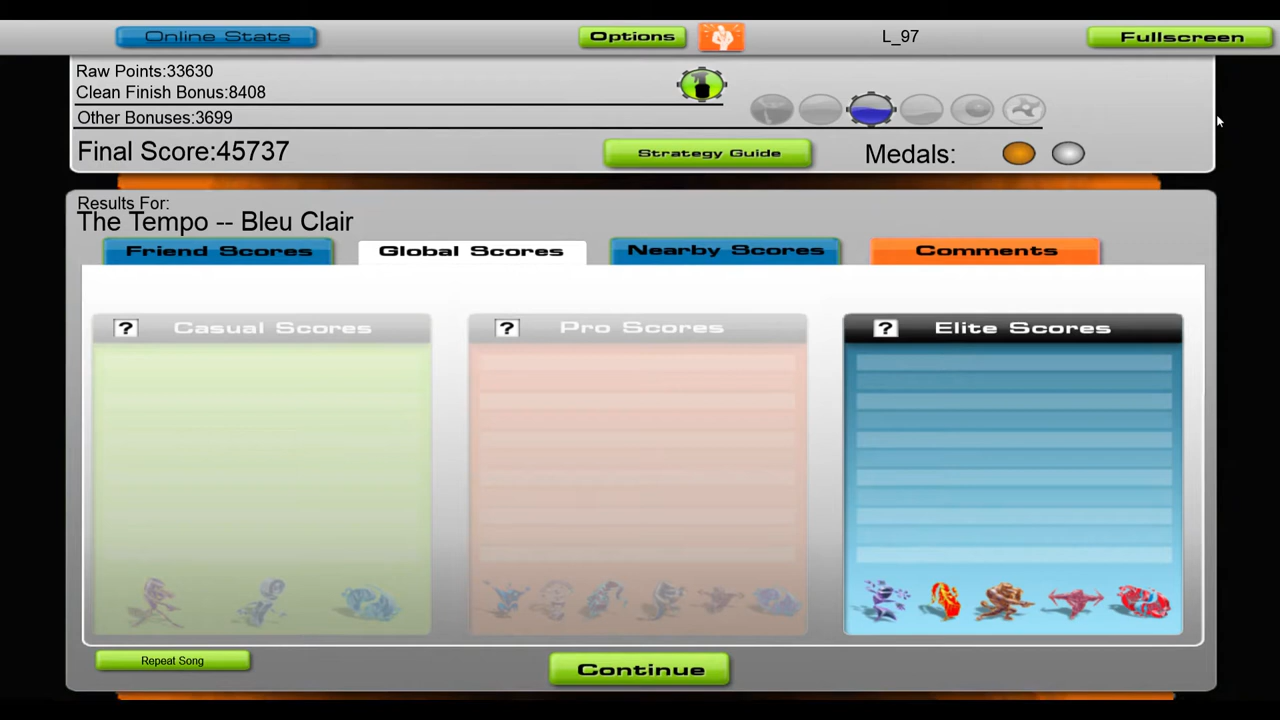 Online Stats
Options
L_97
Fullscreen
Raw Points:33630
Clean Finish Bonus:8408
Other Bonuses:3699
Final Score:45737
Strategy Guide
Medals:
Results For:
The Tempo -- Bleu Clair
Friend Scores
Global Scores
Nearby Scores
Comments
? Casual Scores
? Pro Scores
? Elite Scores
Repeat Song
Continue